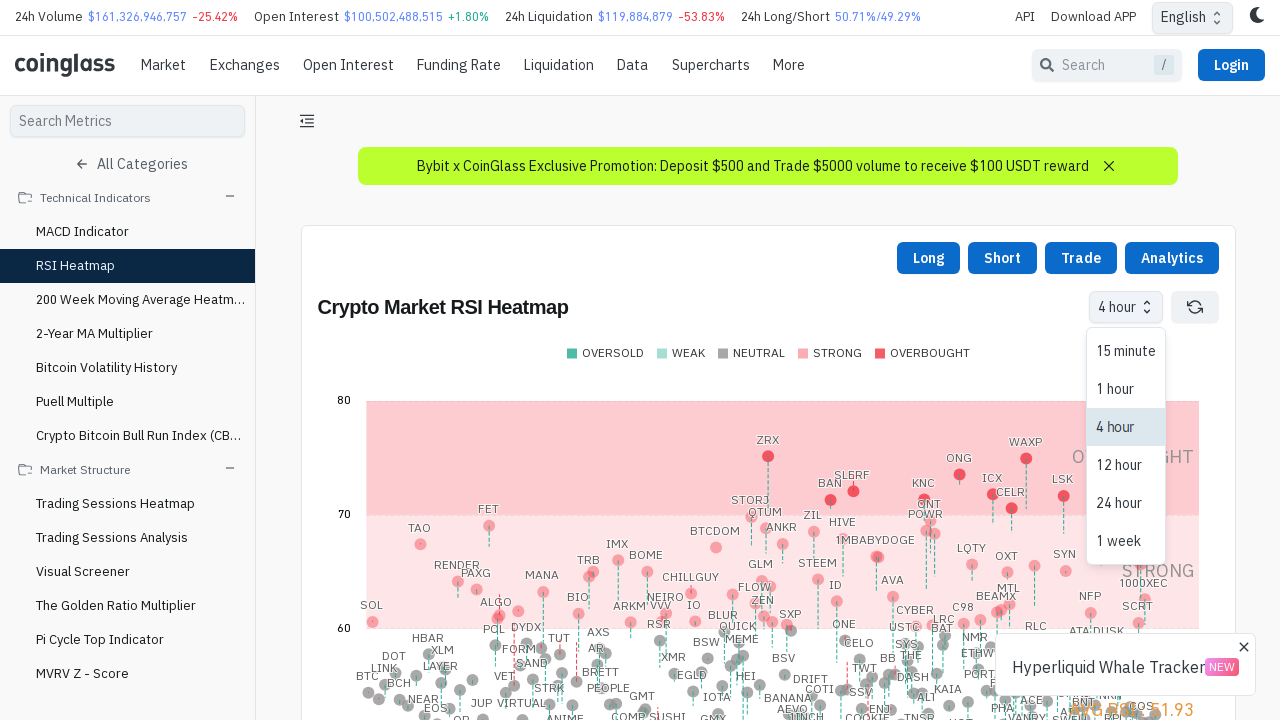 24h Volume $161,326,946,757 -25.42% Open Interest $100,502,488,515 +1.80% 24h Liquidation $119,884,879 -53.83% 24h Long/Short 50.71%/49.29% API Download APP English
coinglass Market Exchanges Open Interest Funding Rate Liquidation Data Supercharts More Search / Login
Search Metrics
All Categories
Technical Indicators
MACD Indicator
RSI Heatmap
200 Week Moving Average Heatm...
2-Year MA Multiplier
Bitcoin Volatility History
Puell Multiple
Crypto Bitcoin Bull Run Index (CB...
Market Structure
Trading Sessions Heatmap
Trading Sessions Analysis
Visual Screener
The Golden Ratio Multiplier
Pi Cycle Top Indicator
MVRV Z - Score
Bybit x CoinGlass Exclusive Promotion: Deposit $500 and Trade $5000 volume to receive $100 USDT reward
Long Short Trade Analytics
Crypto Market RSI Heatmap 4 hour
15 minute
1 hour
4 hour
12 hour
24 hour
1 week
OVERSOLD WEAK NEUTRAL STRONG OVERBOUGHT
80
ZRX WAXP
ONG
BAN SLERF KNC ICX CELR LSK
70
FET STORJ QTUM ZIL HIVE QNT POWR
TAO BTCDOM ANKR 1MBABYDOGE
RENDER PAXG MANA TRB IMX BOME CHILLGUY GLM STEEM LQTY OXT SYN
STRONG
SOL ALGO BIO ARKM NEIRO IO FLOW ZEN ID AVA C98 BEAMX MTL NFP 1000XEC
SCRT
60
HBAR PQL DYDX AXS RSR BLUR QUICK SXP ONE CYBER LRC RLC
DOT XLM FORM TUT BSW MEME USTC BAT NMR ATA DUSK
BTC LINK LAYER SAND XMR BSV CELO SYS THE ETHW
BCH VET STRK BRETT PEOPLE EGLD HEI DRIFT TWT BB DASH
NEAR EOS JUP VIRTUAL GMT IOTA BANANA COTI SSV ALT KAIA ACE
ANIME SUSHI AEVO ENJ PHA COS
COOKIE TNSR
AVG RSI: 51.93
Hyperliquid Whale Tracker NEW